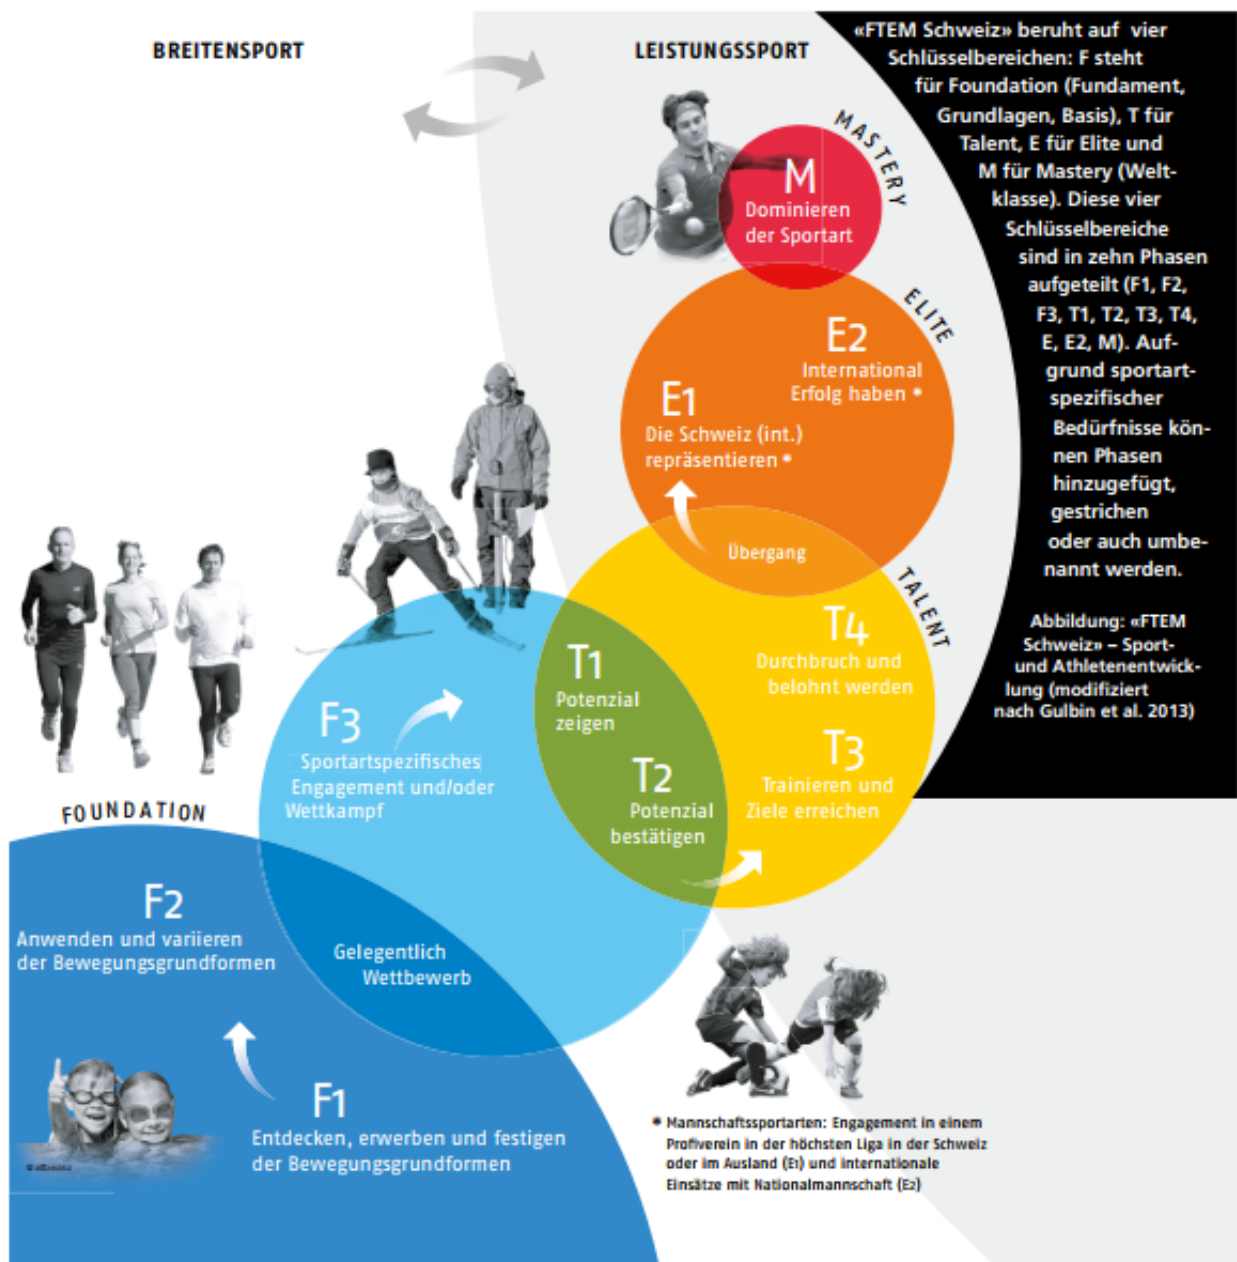 BREITENSPORT
LEISTUNGSSPORT
«FTEM Schweiz» beruht auf vier
Schlüsselbereichen: F steht
für Foundation (Fundament,
Grundlagen, Basis), T für
Talent, E für Elite und
M für Mastery (Welt-
klasse). Diese vier
Schlüsselbereiche
sind in zehn Phasen
aufgeteilt (F1, F2,
F3, T1, T2, T3, T4,
E, E2, M). Auf-
grund sportart-
spezifischer
Bedürfnisse kön-
nen Phasen
hinzugefügt,
gestrichen
oder auch umbe-
nannt werden.
Abbildung: «FTEM
Schweiz» – Sport-
und Athletenentwick-
lung (modifiziert
nach Gulbin et al. 2013)
MASTERY
M
Dominieren
der Sportart
ELITE
E2
International
Erfolg haben *
E1
Die Schweiz (int.)
repräsentieren *
Übergang
TALENT
T4
Durchbruch und
belohnt werden
T1
Potenzial
zeigen
T3
Trainieren und
Ziele erreichen
T2
Potenzial
bestätigen
F3
Sportartspezifisches
Engagement und/oder
Wettkampf
FOUNDATION
F2
Anwenden und variieren
der Bewegungsgrundformen
Gelegentlich
Wettbewerb
F1
Entdecken, erwerben und festigen
der Bewegungsgrundformen
* Mannschaftssportarten: Engagement in einem
Profiverein in der höchsten Liga in der Schweiz
oder im Ausland (E1) und internationale
Einsätze mit Nationalmannschaft (E2)